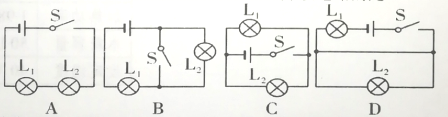 S L₁ L₂ A
S L₁ L₂ B
L₁ S L₂ C
L₁ S L₂ D